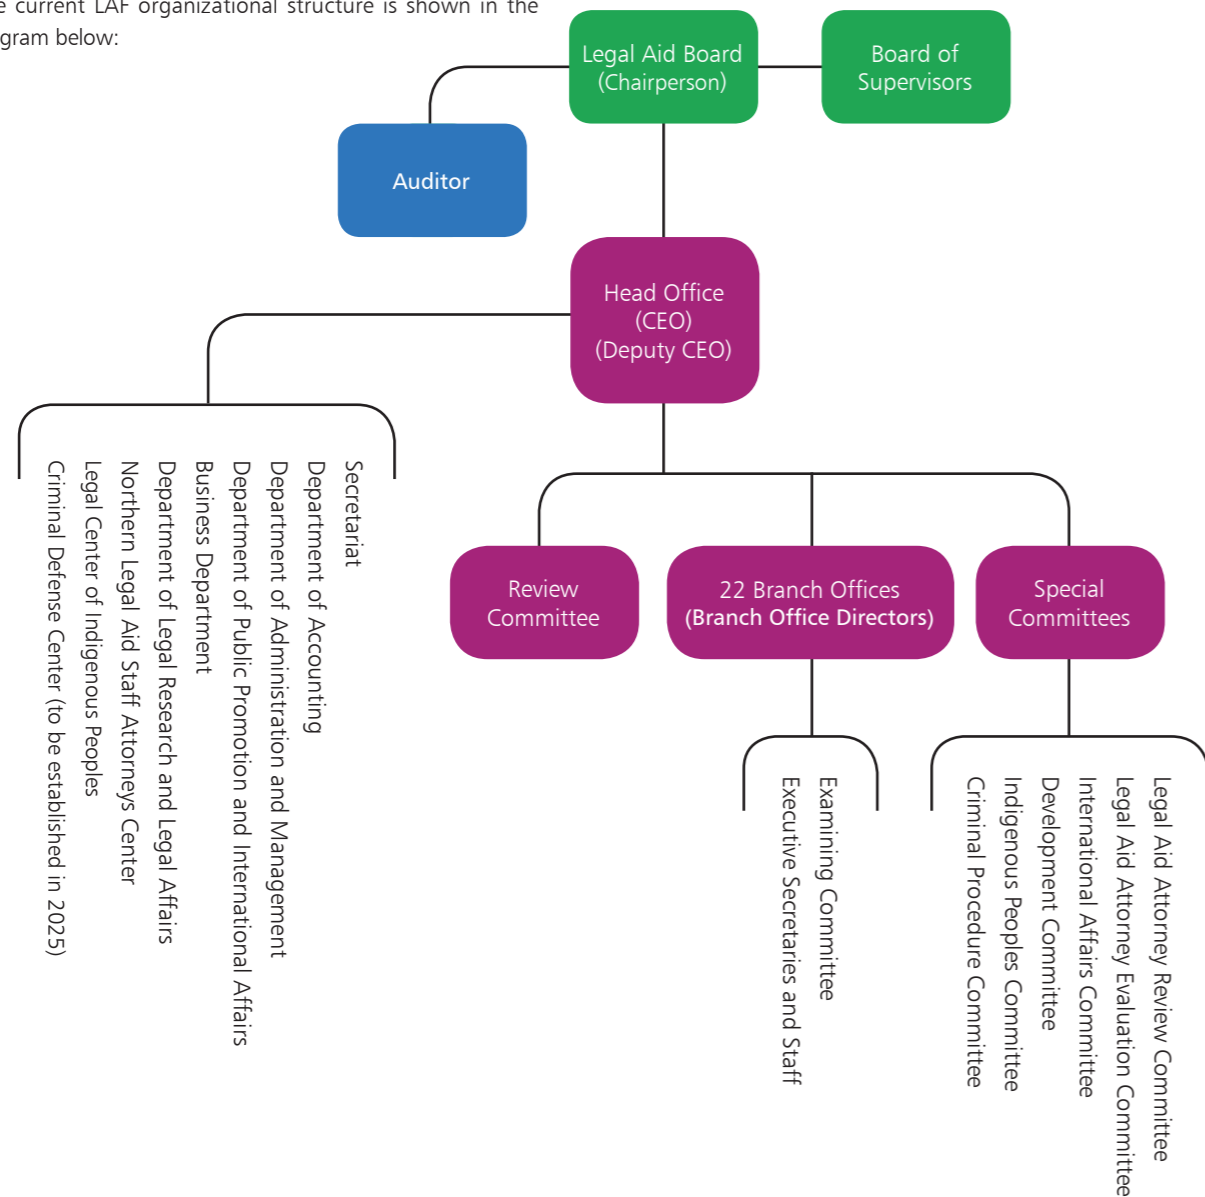 current LAF organizational structure is shown in the
below:
Legal Aid Board
(Chairperson)
Board of
Supervisors
Auditor
Head Office
(CEO)
(Deputy CEO)
Secretariat
Department of Accounting
Department of Administration and Management
Department of Public Promotion and International Affairs
Business Department
Department of Legal Research and Legal Affairs
Northern Legal Aid Staff Attorneys Center
Legal Center of Indigenous Peoples
Criminal Defense Center (to be established in 2025)
Review
Committee
22 Branch Offices
(Branch Office Directors)
Special
Committees
Examining Committee
Executive Secretaries and Staff
Legal Aid Attorney Review Committee
Legal Aid Attorney Evaluation Committee
International Affairs Committee
Development Committee
Indigenous Peoples Committee
Criminal Procedure Committee